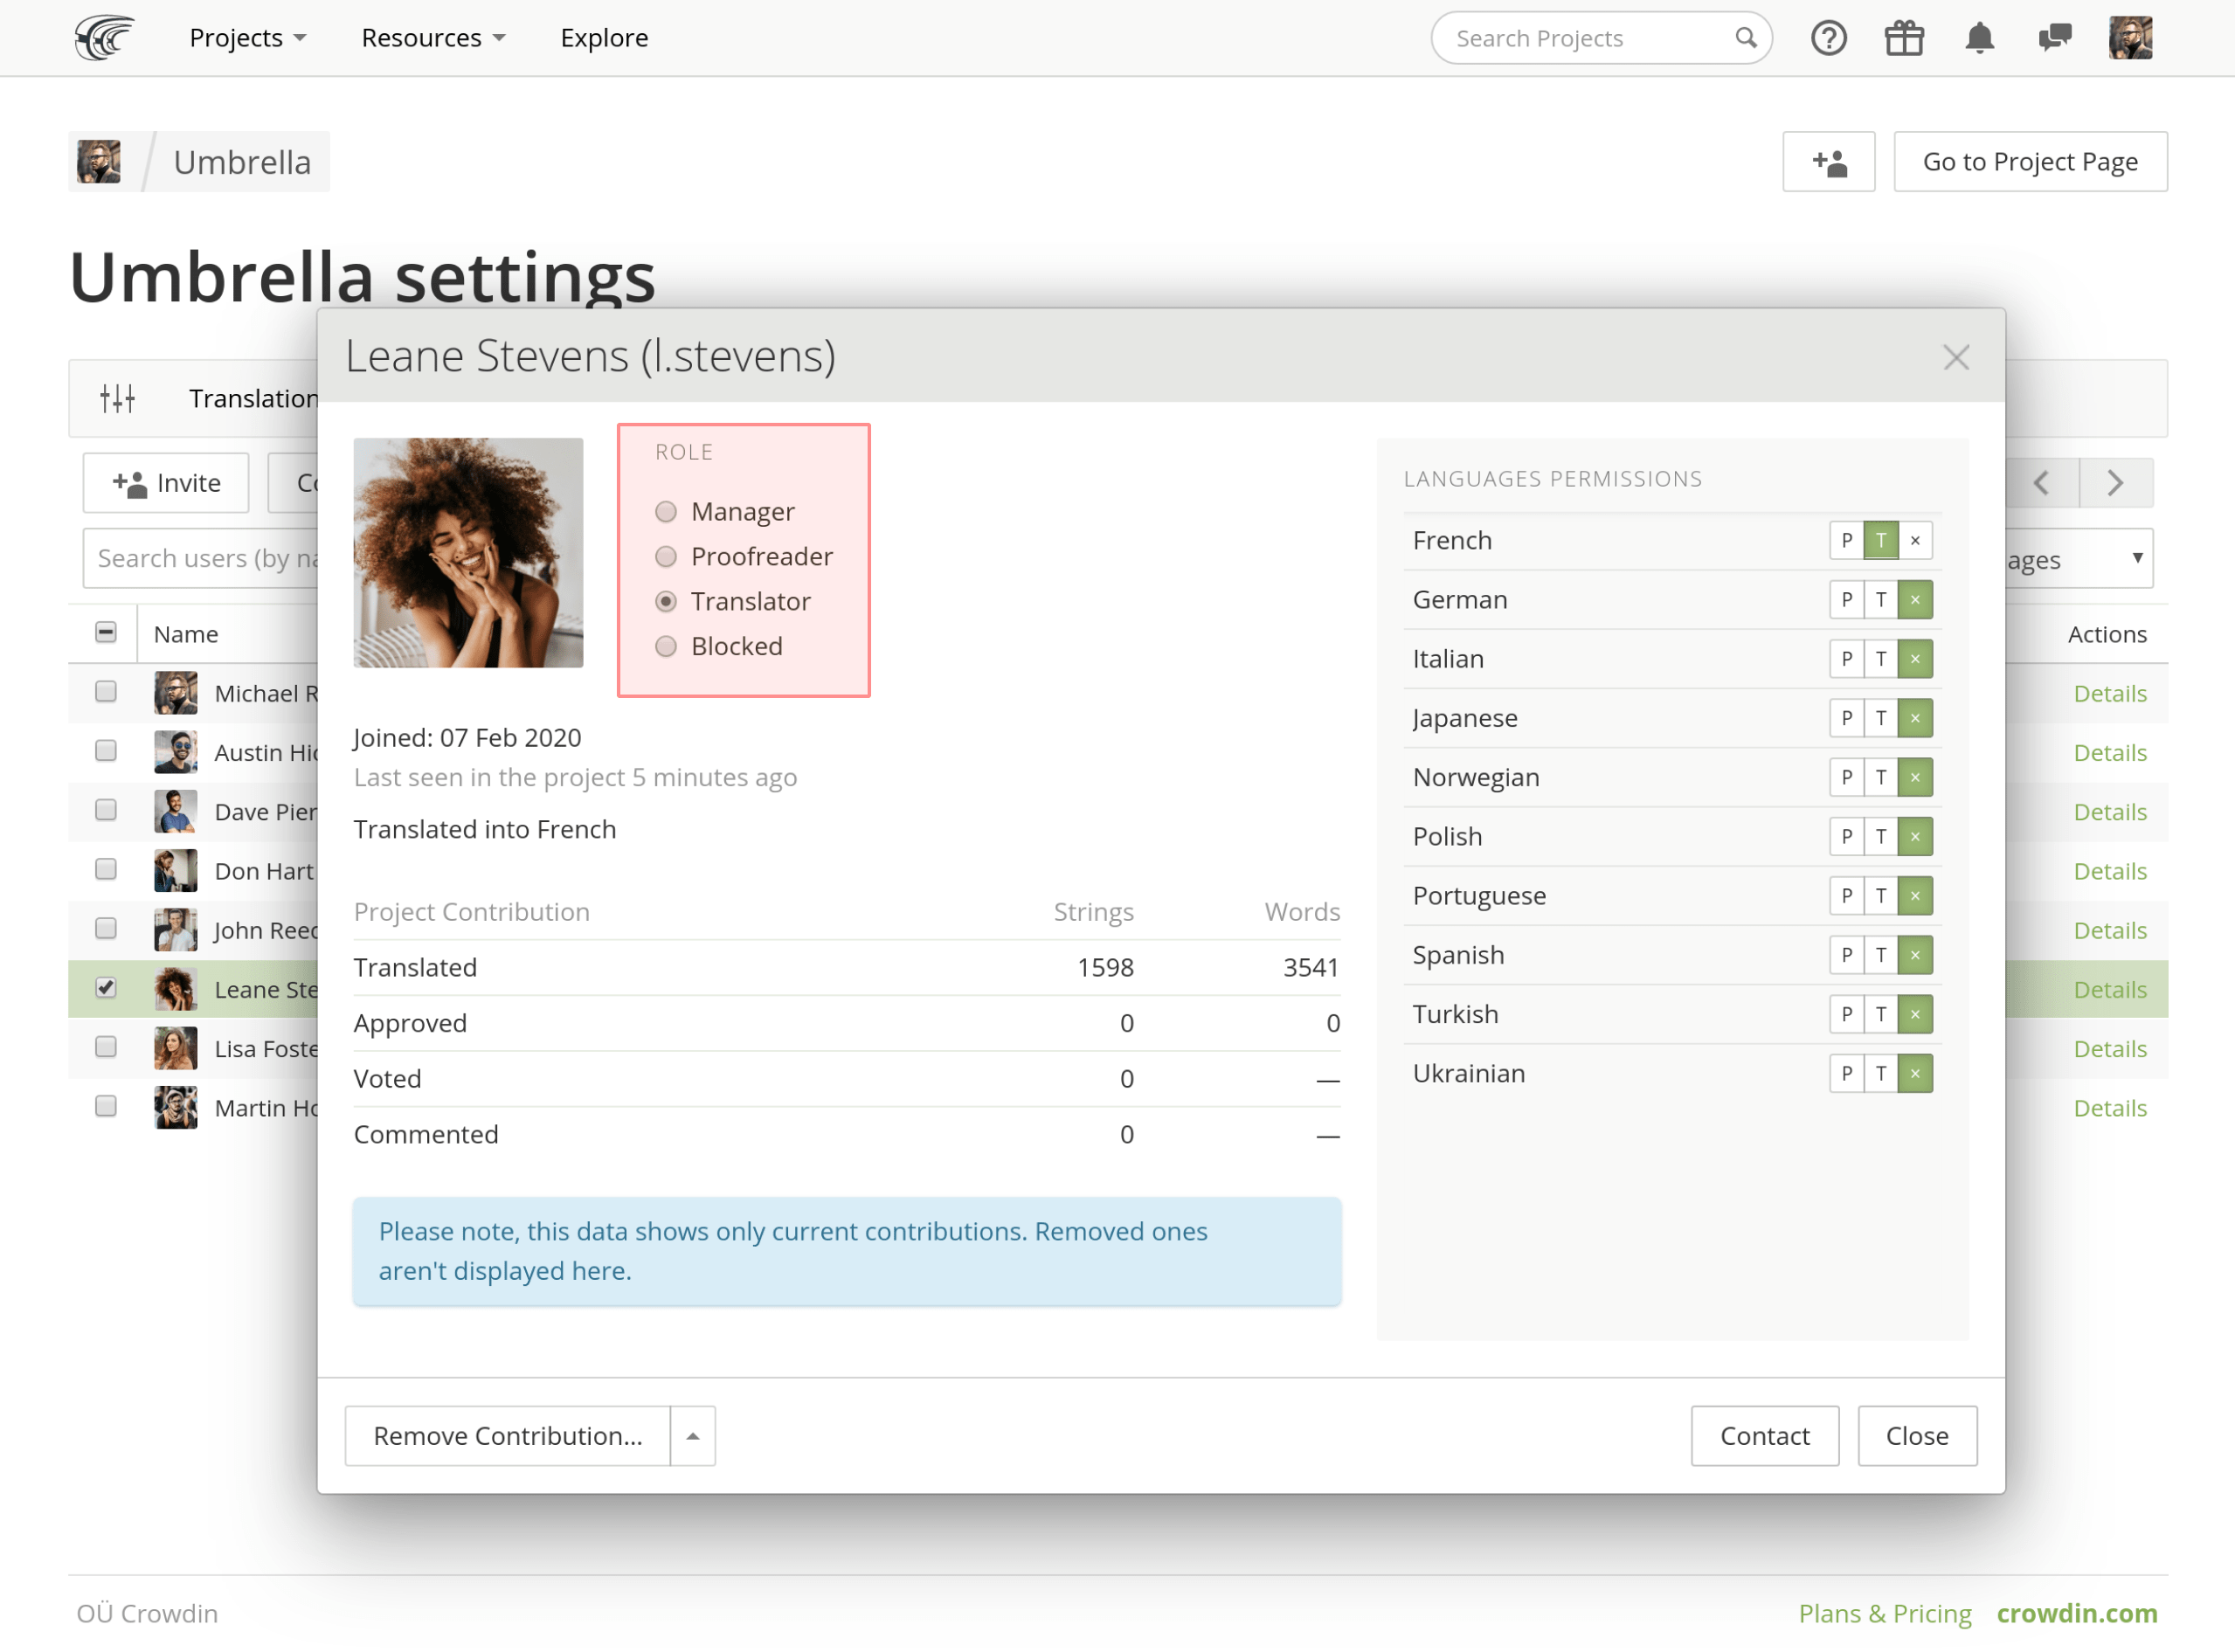 Projects Resources Explore Search Projects
Umbrella Go to Project Page
Umbrella settings
Leane Stevens (l.stevens)
Translation
Invite
Search users (by
ages
Name Actions
Michael R Details
Austin Details
Dave Pier Details
Don Hart Details
John Reed Details
Leane Ste Details
Lisa Foste Details
Martin Details
ROLE
Manager
Proofreader
Translator
Blocked
Joined: 07 Feb 2020
Last seen in the project 5 minutes ago
Translated into French
Project Contribution Strings Words
Translated 1598 3541
Approved 0 0
Voted 0 —
Commented 0 —
Please note, this data shows only current contributions. Removed ones
aren't displayed here.
LANGUAGES PERMISSIONS
French P T ×
German P T ×
Italian P T ×
Japanese P T ×
Norwegian P T ×
Polish P T ×
Portuguese P T ×
Spanish P T ×
Turkish P T ×
Ukrainian P T ×
Remove Contribution... Contact Close
OÜ Crowdin Plans & Pricing crowdin.com